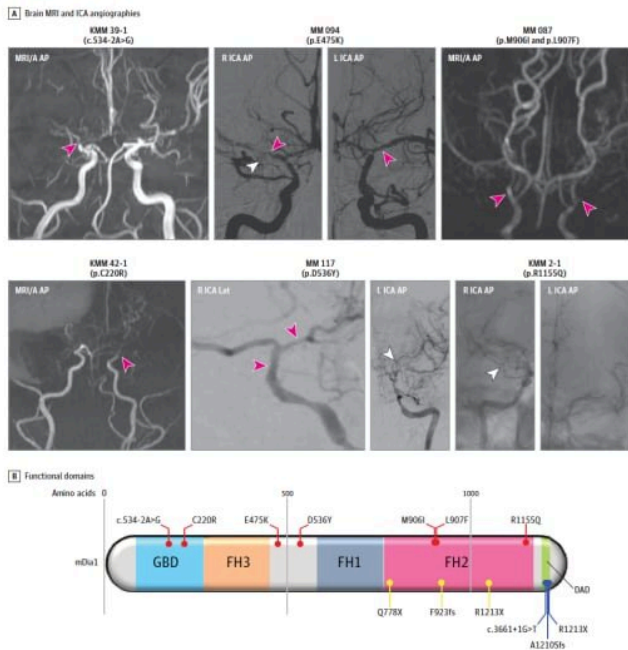 A Brain MRI and ICA angiographies
KMM 39-1
(c.534-2A>G)
MM 094
(p.E475K)
MM 087
(p.M906I and p.L907F)
MRI/A AP
R ICA AP
L ICA AP
MRI/A AP
KMM 42-1
(p.C220R)
MM 117
(p.D536Y)
KMM 2-1
(p.R1155Q)
MRI/A AP
R ICA Lat
L ICA AP
R ICA AP
L ICA AP
B Functional domains
Amino acids
0
500
1000
c.534-2A>G
C220R
E475K
D536Y
M906I
L907F
R1155Q
mDia1
GBD
FH3
FH1
FH2
DAD
Q778X
F923fs
R1213X
c.3661+1G>T
R1213X
A1210Sfs